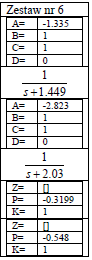 Zestaw nr 6
A= -1.335
B= 1
C= 1
D= 0
1
s+1.449
A= -2.823
B= 1
C= 1
D= 0
1
s+2.03
Z= []
P= -0.3199
K= 1
Z= []
P= -0.548
K= 1